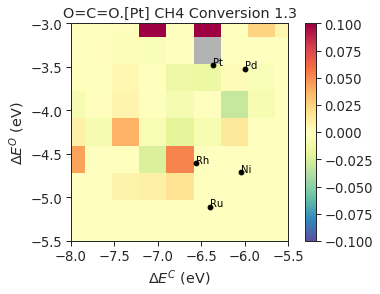 O=C=O.[Pt] CH4 Conversion 1.3
−3.0
−3.5
−4.0
−4.5
−5.0
−5.5
ΔE^O (eV)
Pt
Pd
Rh
Ni
Ru
−8.0 −7.5 −7.0 −6.5 −6.0 −5.5
ΔE^C (eV)
0.100
0.075
0.050
0.025
0.000
−0.025
−0.050
−0.075
−0.100